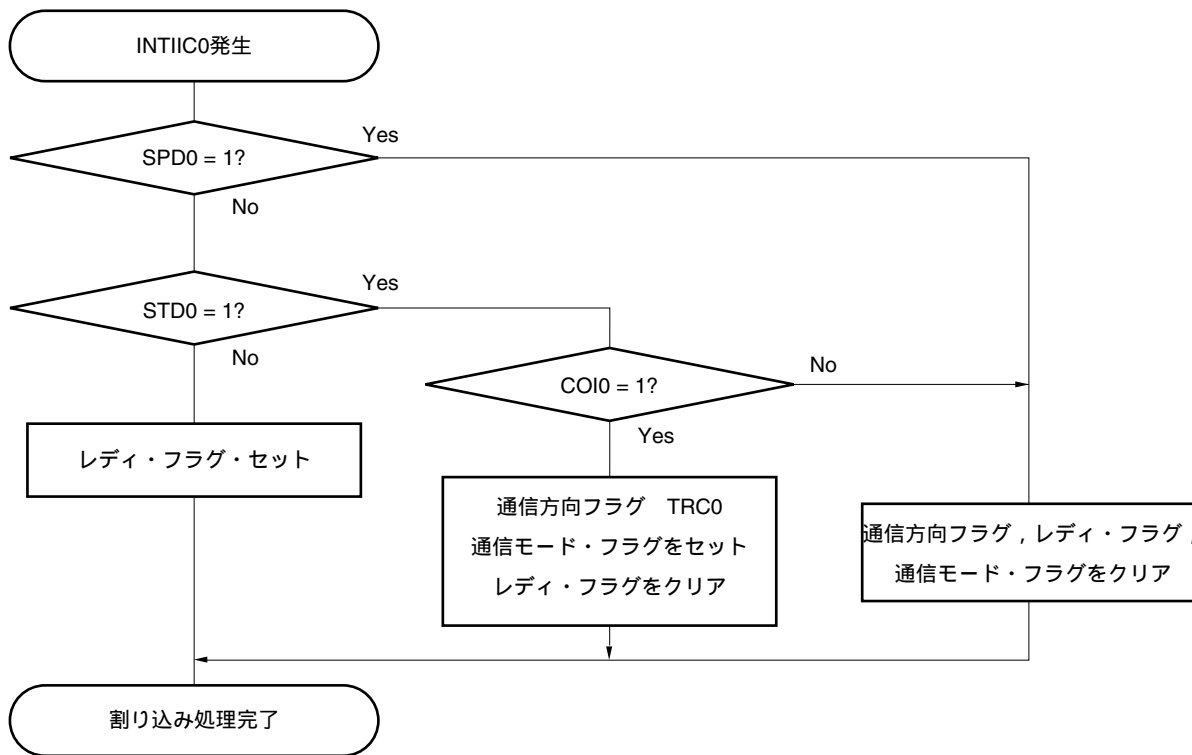 INTIIC0発生
SPD0 = 1?
Yes
No
STD0 = 1?
Yes
No
COI0 = 1?
No
Yes
レディ・フラグ・セット
通信方向フラグ　TRC0
通信モード・フラグをセット
レディ・フラグをクリア
通信方向フラグ，レディ・フラグ，
通信モード・フラグをクリア
割り込み処理完了